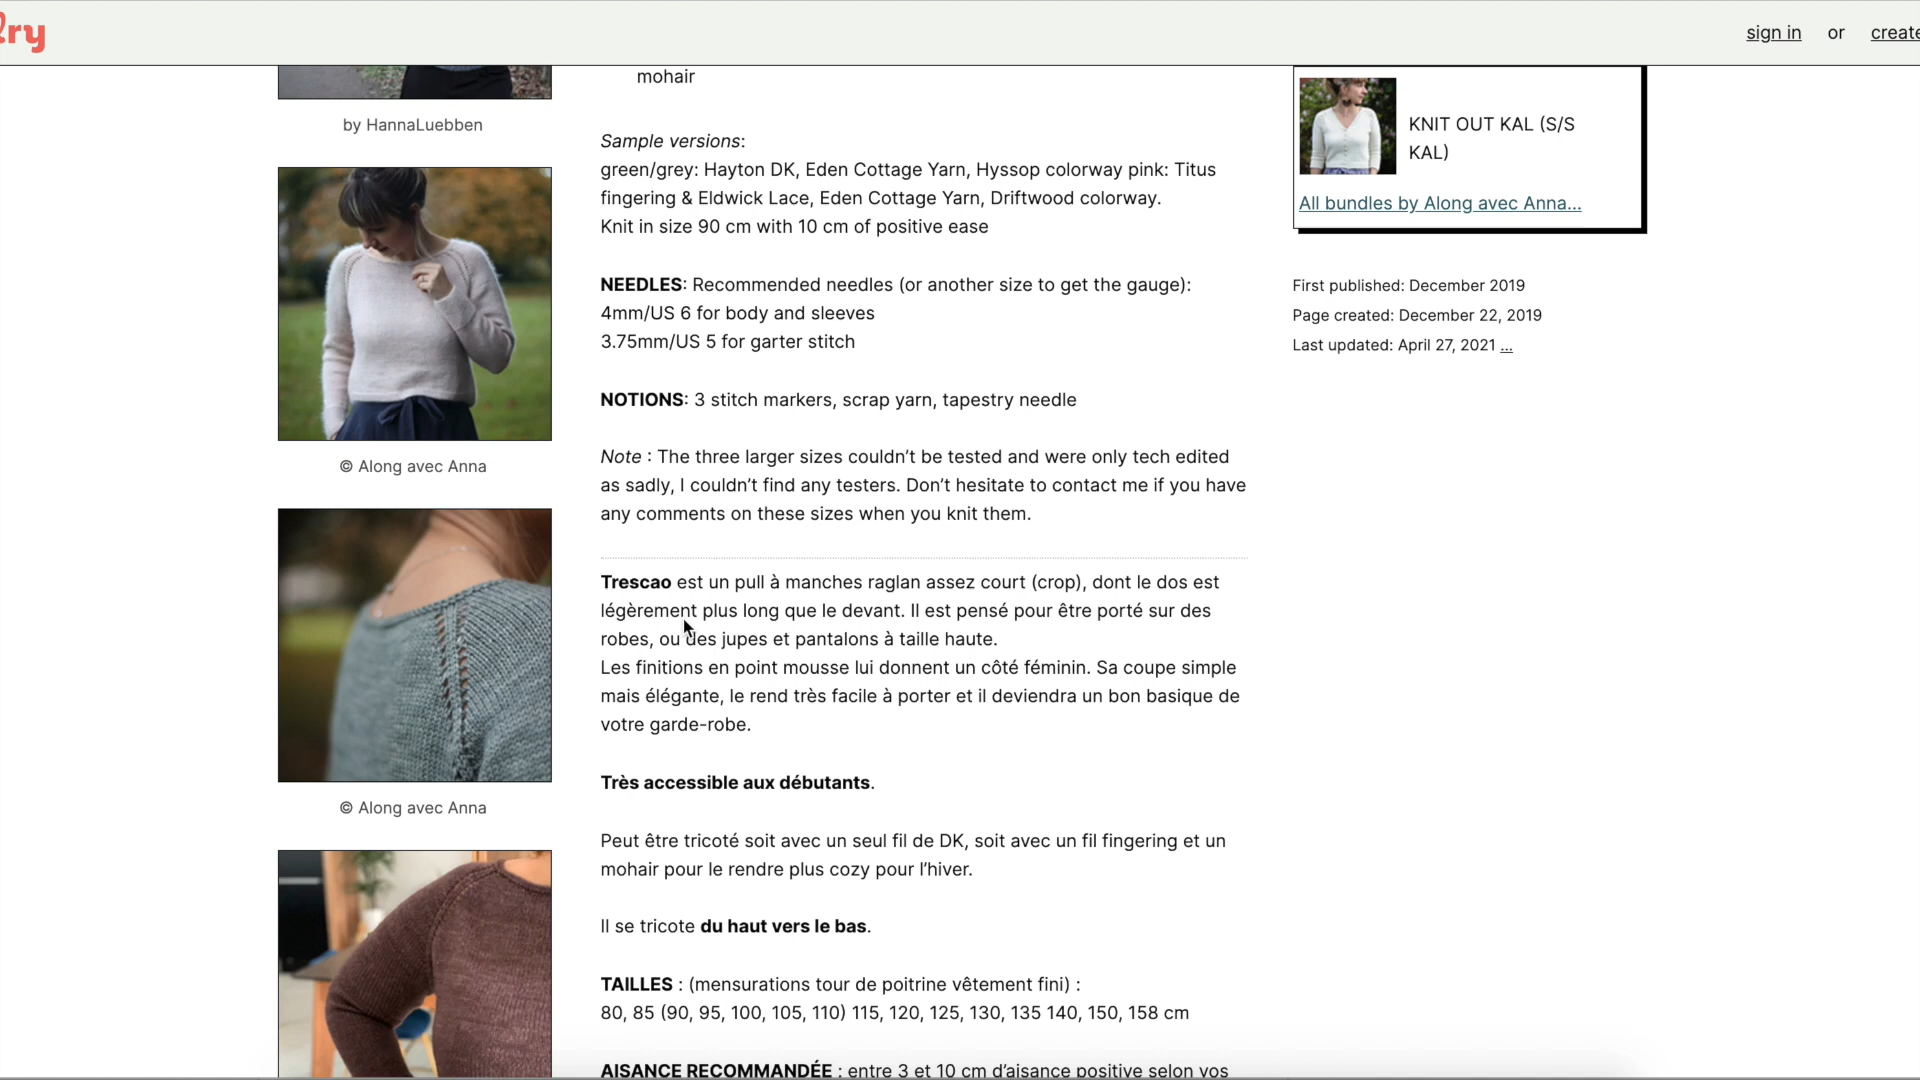 sign in or create
mohair
by HannaLuebben
Sample versions:
green/grey: Hayton DK, Eden Cottage Yarn, Hyssop colorway pink: Titus
fingering & Eldwick Lace, Eden Cottage Yarn, Driftwood colorway.
Knit in size 90 cm with 10 cm of positive ease
NEEDLES: Recommended needles (or another size to get the gauge):
4mm/US 6 for body and sleeves
3.75mm/US 5 for garter stitch
NOTIONS: 3 stitch markers, scrap yarn, tapestry needle
© Along avec Anna
Note : The three larger sizes couldn’t be tested and were only tech edited
as sadly, I couldn’t find any testers. Don’t hesitate to contact me if you have
any comments on these sizes when you knit them.
Trescao est un pull à manches raglan assez court (crop), dont le dos est
légèrement plus long que le devant. Il est pensé pour être porté sur des
robes, ou des jupes et pantalons à taille haute.
Les finitions en point mousse lui donnent un côté féminin. Sa coupe simple
mais élégante, le rend très facile à porter et il deviendra un bon basique de
votre garde-robe.
Très accessible aux débutants.
© Along avec Anna
Peut être tricoté soit avec un seul fil de DK, soit avec un fil fingering et un
mohair pour le rendre plus cozy pour l’hiver.
Il se tricote du haut vers le bas.
TAILLES : (mensurations tour de poitrine vêtement fini) :
80, 85 (90, 95, 100, 105, 110) 115, 120, 125, 130, 135 140, 150, 158 cm
AISANCE RECOMMANDÉE : entre 3 et 10 cm d’aisance positive selon vos
KNIT OUT KAL (S/S
KAL)
All bundles by Along avec Anna...
First published: December 2019
Page created: December 22, 2019
Last updated: April 27, 2021 ...